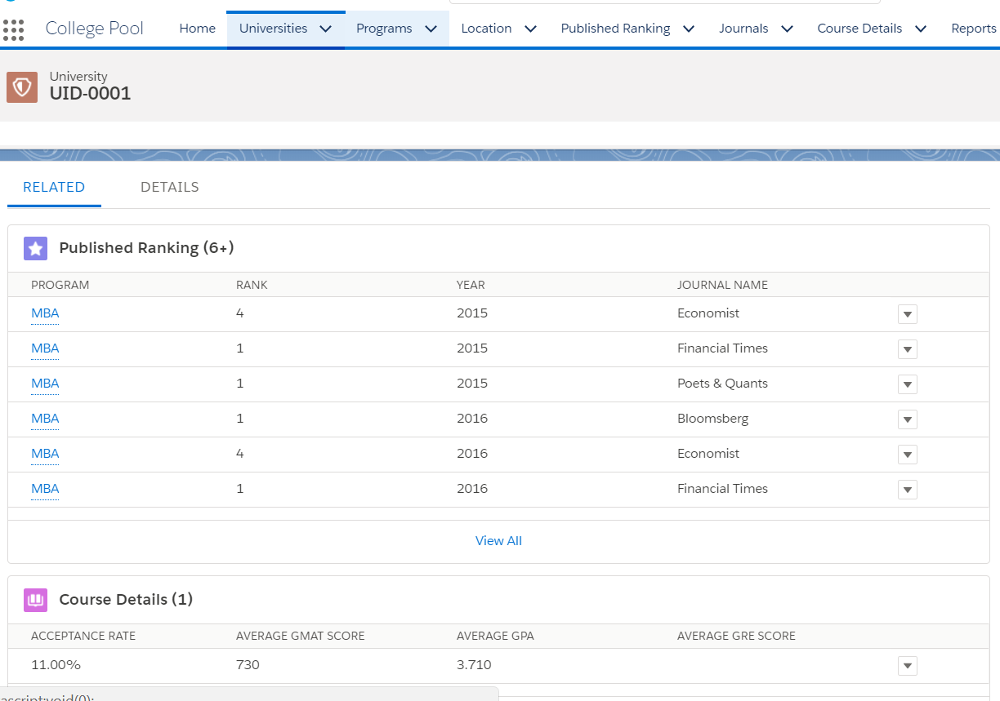 College Pool Home Universities Programs Location Published Ranking Journals Course Details Reports
University
UID-0001
RELATED DETAILS
Published Ranking (6+)
PROGRAM RANK YEAR JOURNAL NAME
MBA 4 2015 Economist
MBA 1 2015 Financial Times
MBA 1 2015 Poets & Quants
MBA 1 2016 Bloomsberg
MBA 4 2016 Economist
MBA 1 2016 Financial Times
View All
Course Details (1)
ACCEPTANCE RATE AVERAGE GMAT SCORE AVERAGE GPA AVERAGE GRE SCORE
11.00% 730 3.710
ascript:void(0);